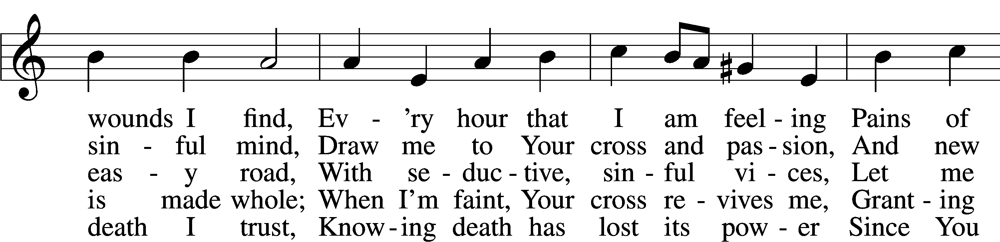 wounds I find, Ev - 'ry hour that I am feel - ing Pains of
sin - ful mind, Draw me to Your cross and pas - sion, And new
eas - y road, With se - duc - tive, sin - ful vi - ces, Let me
is made whole; When I'm faint, Your cross re - vives me, Grant - ing
death I trust, Know - ing death has lost its pow - er Since You